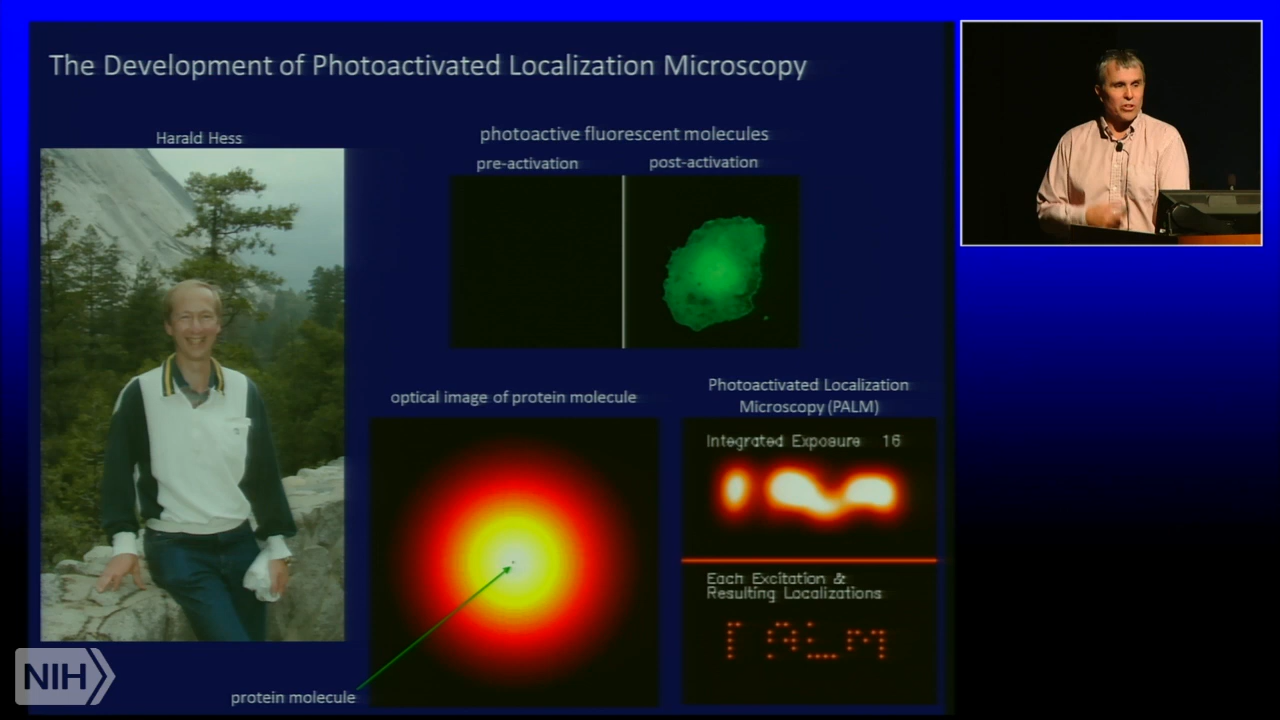 The Development of Photoactivated Localization Microscopy
Harald Hess
photoactive fluorescent molecules
pre-activation
post-activation
optical image of protein molecule
Photoactivated Localization
Microscopy (PALM)
Integrated Exposure 16
Each Excitation &
Resulting Localizations
PALM
protein molecule
NIH